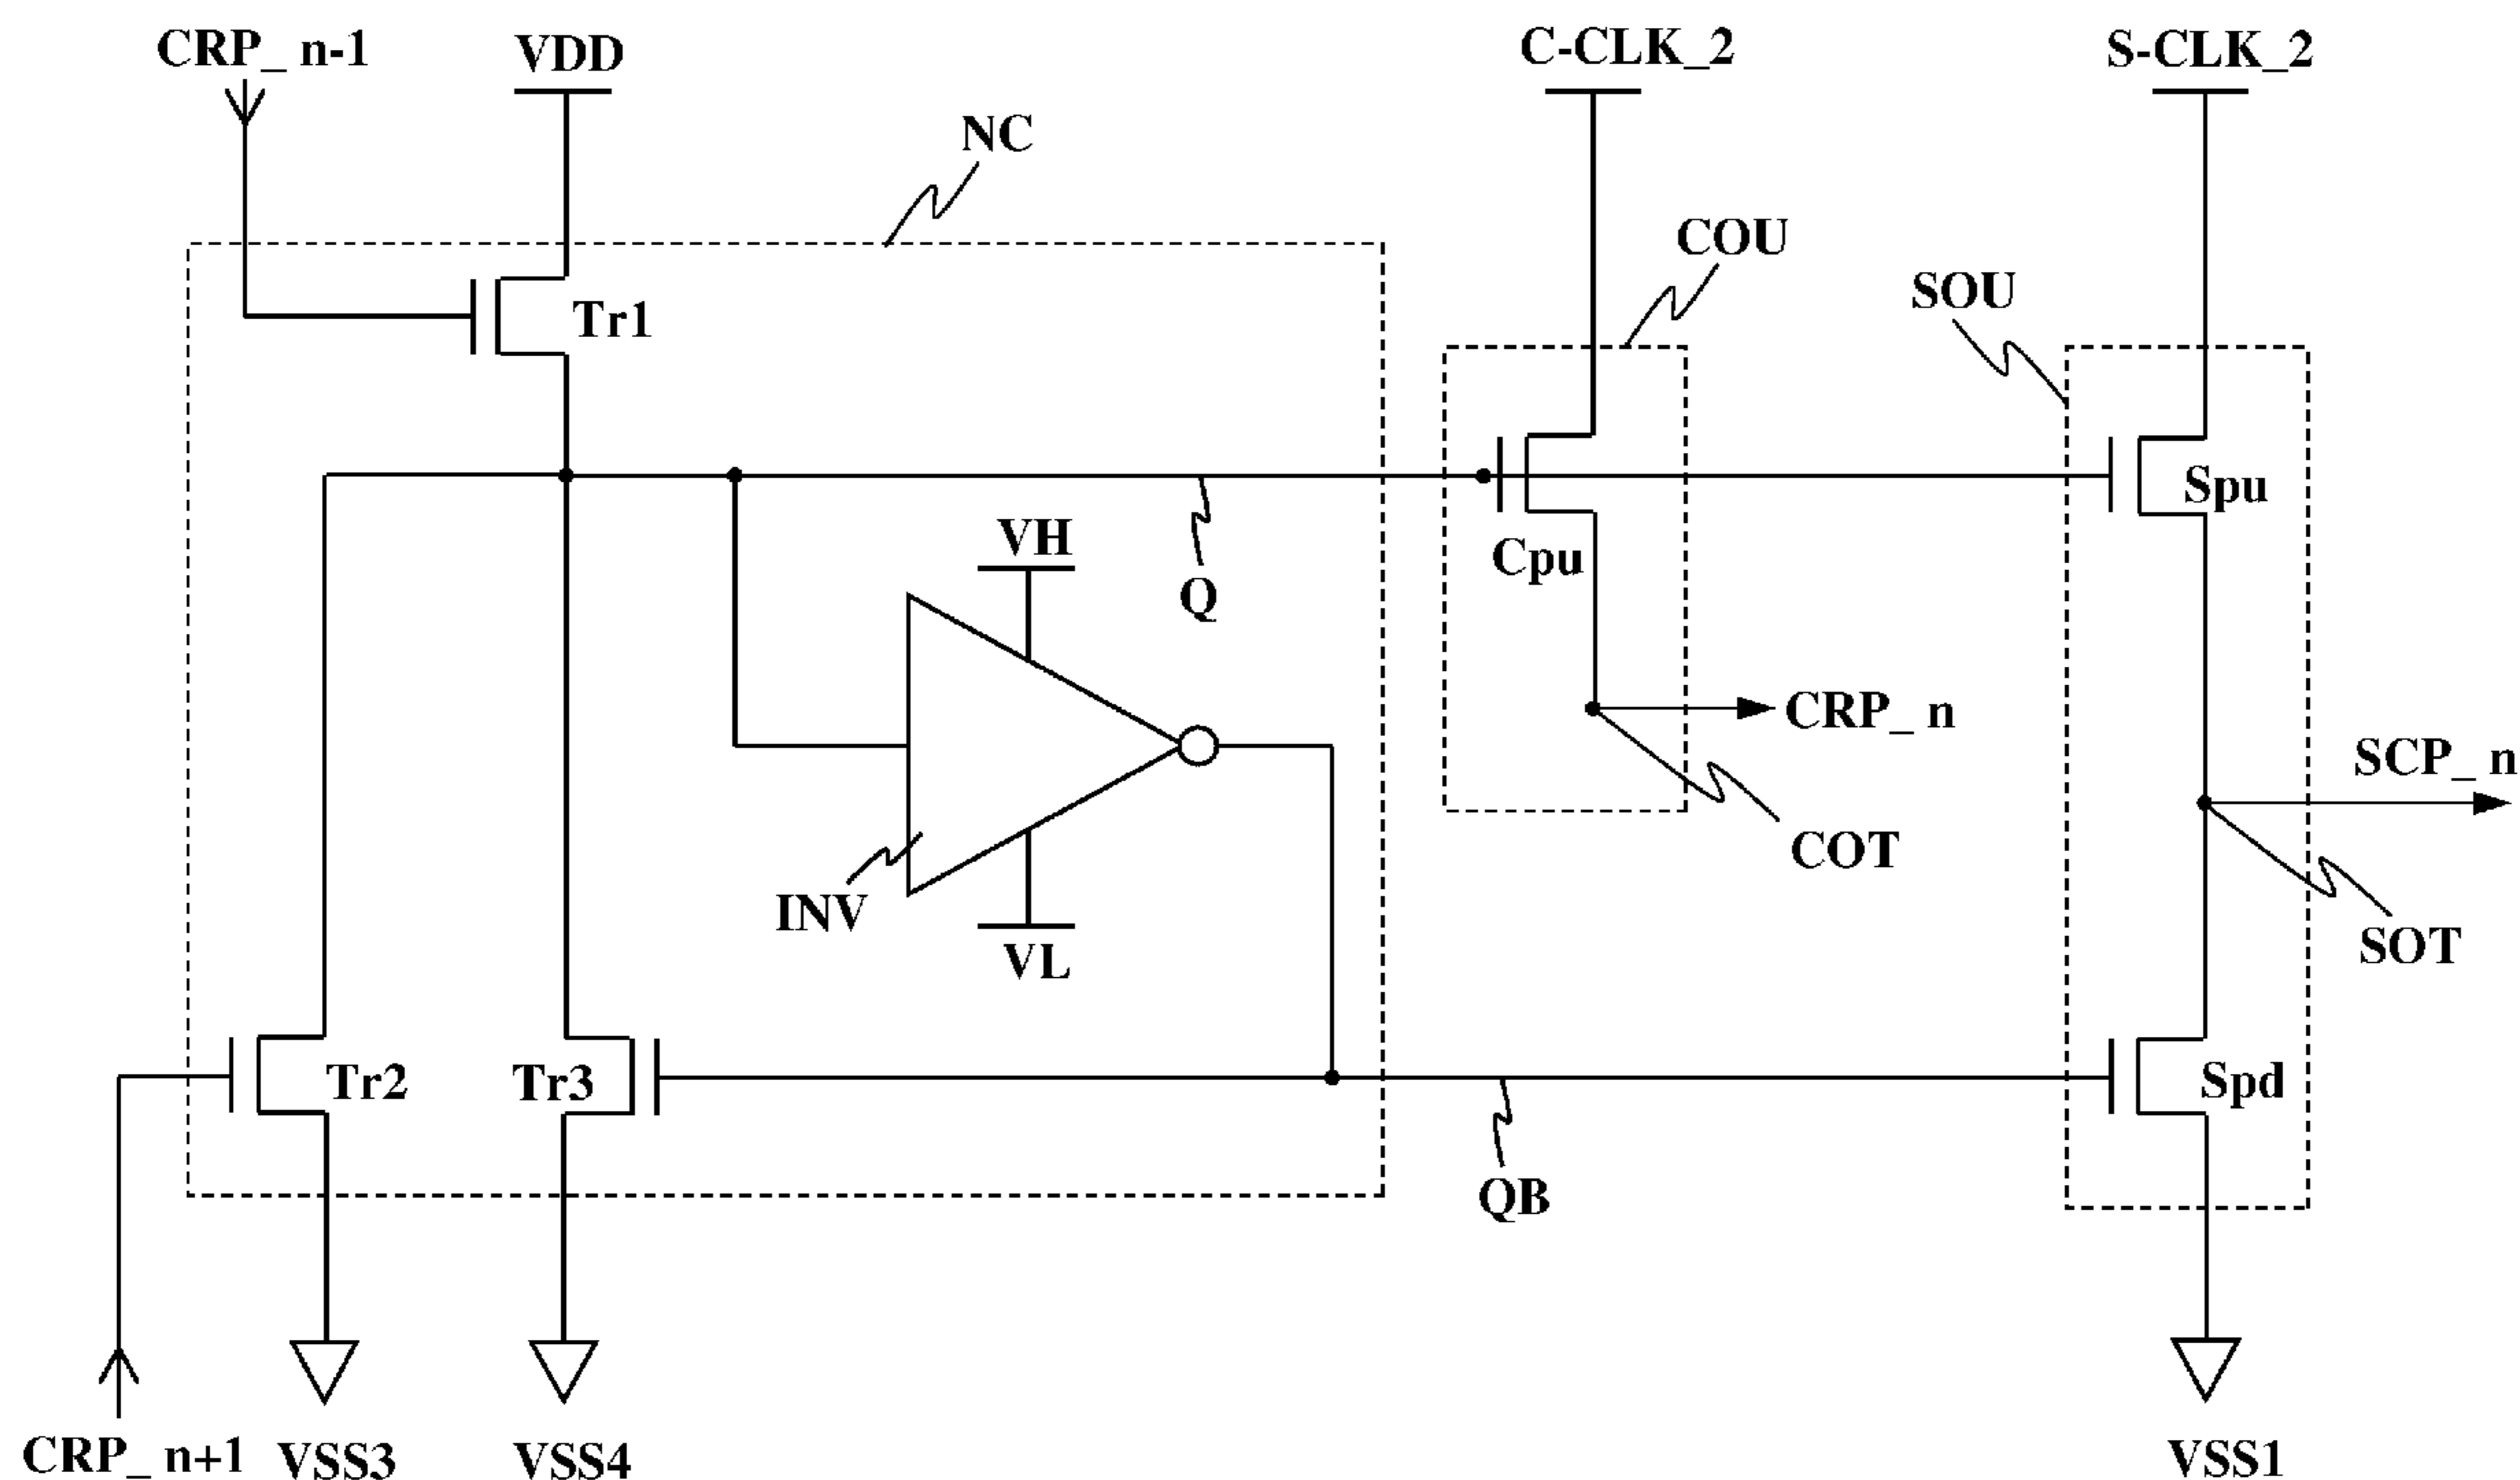 CRP_ n-1
VDD
C-CLK_2
S-CLK_2
NC
COU
SOU
Tr1
Spu
VH
Cpu
Q
CRP_ n
SCP_ n
COT
INV
SOT
VL
Tr2
Tr3
Spd
QB
CRP_ n+1
VSS3
VSS4
VSS1